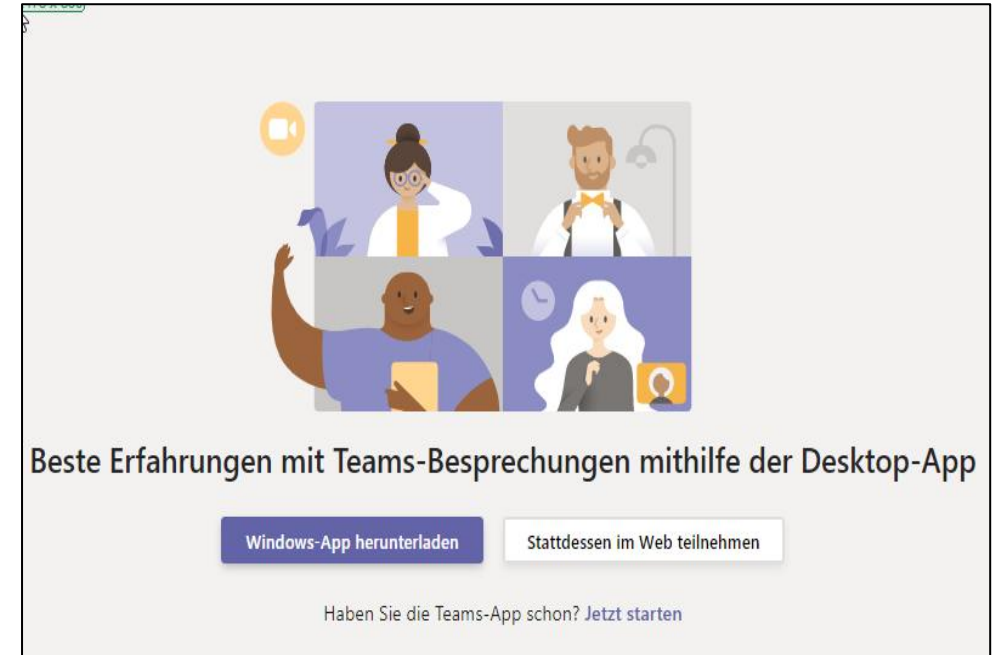 Beste Erfahrungen mit Teams-Besprechungen mithilfe der Desktop-App
Windows-App herunterladen
Stattdessen im Web teilnehmen
Haben Sie die Teams-App schon? Jetzt starten